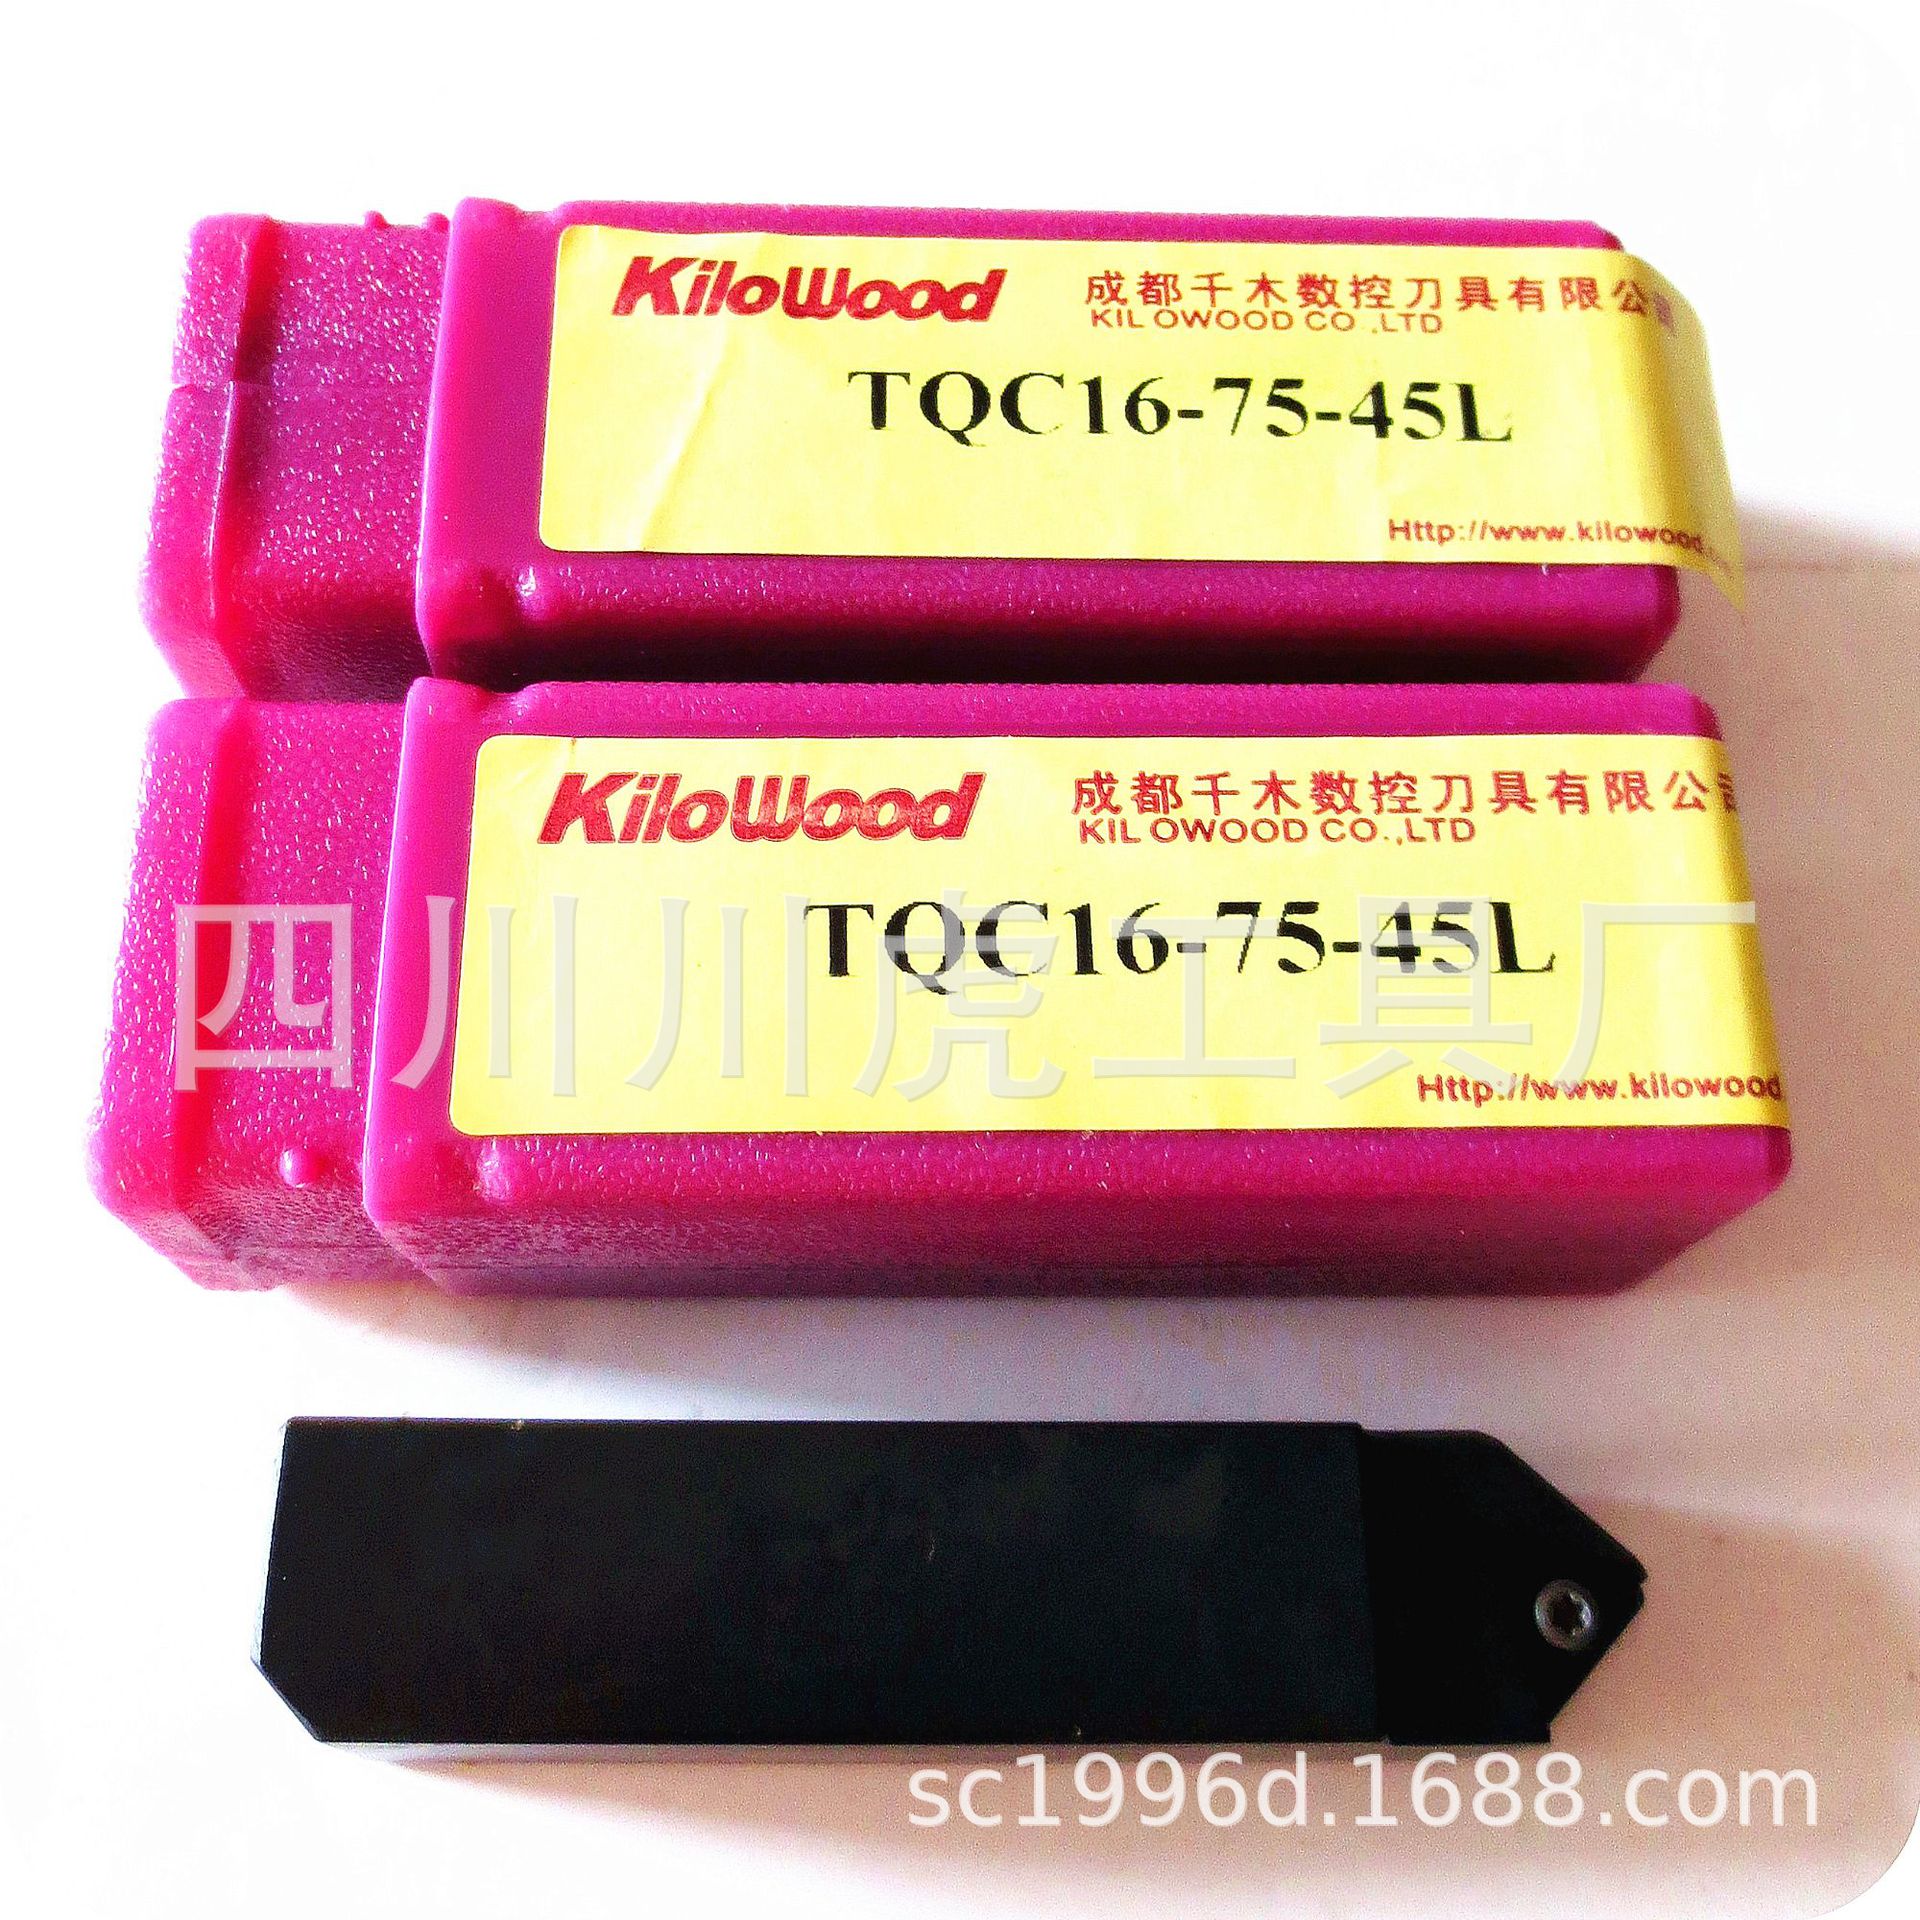 KiloWood 成都千木数控刀具有限公司
KILOWOOD CO.,LTD
TQC16-75-45L
Http://www.kilowood.
KiloWood 成都千木数控刀具有限公司
KILOWOOD CO.,LTD
TQC16-75-45L
四川川虎工具厂
Http://www.kilowood
sc1996d.1688.com